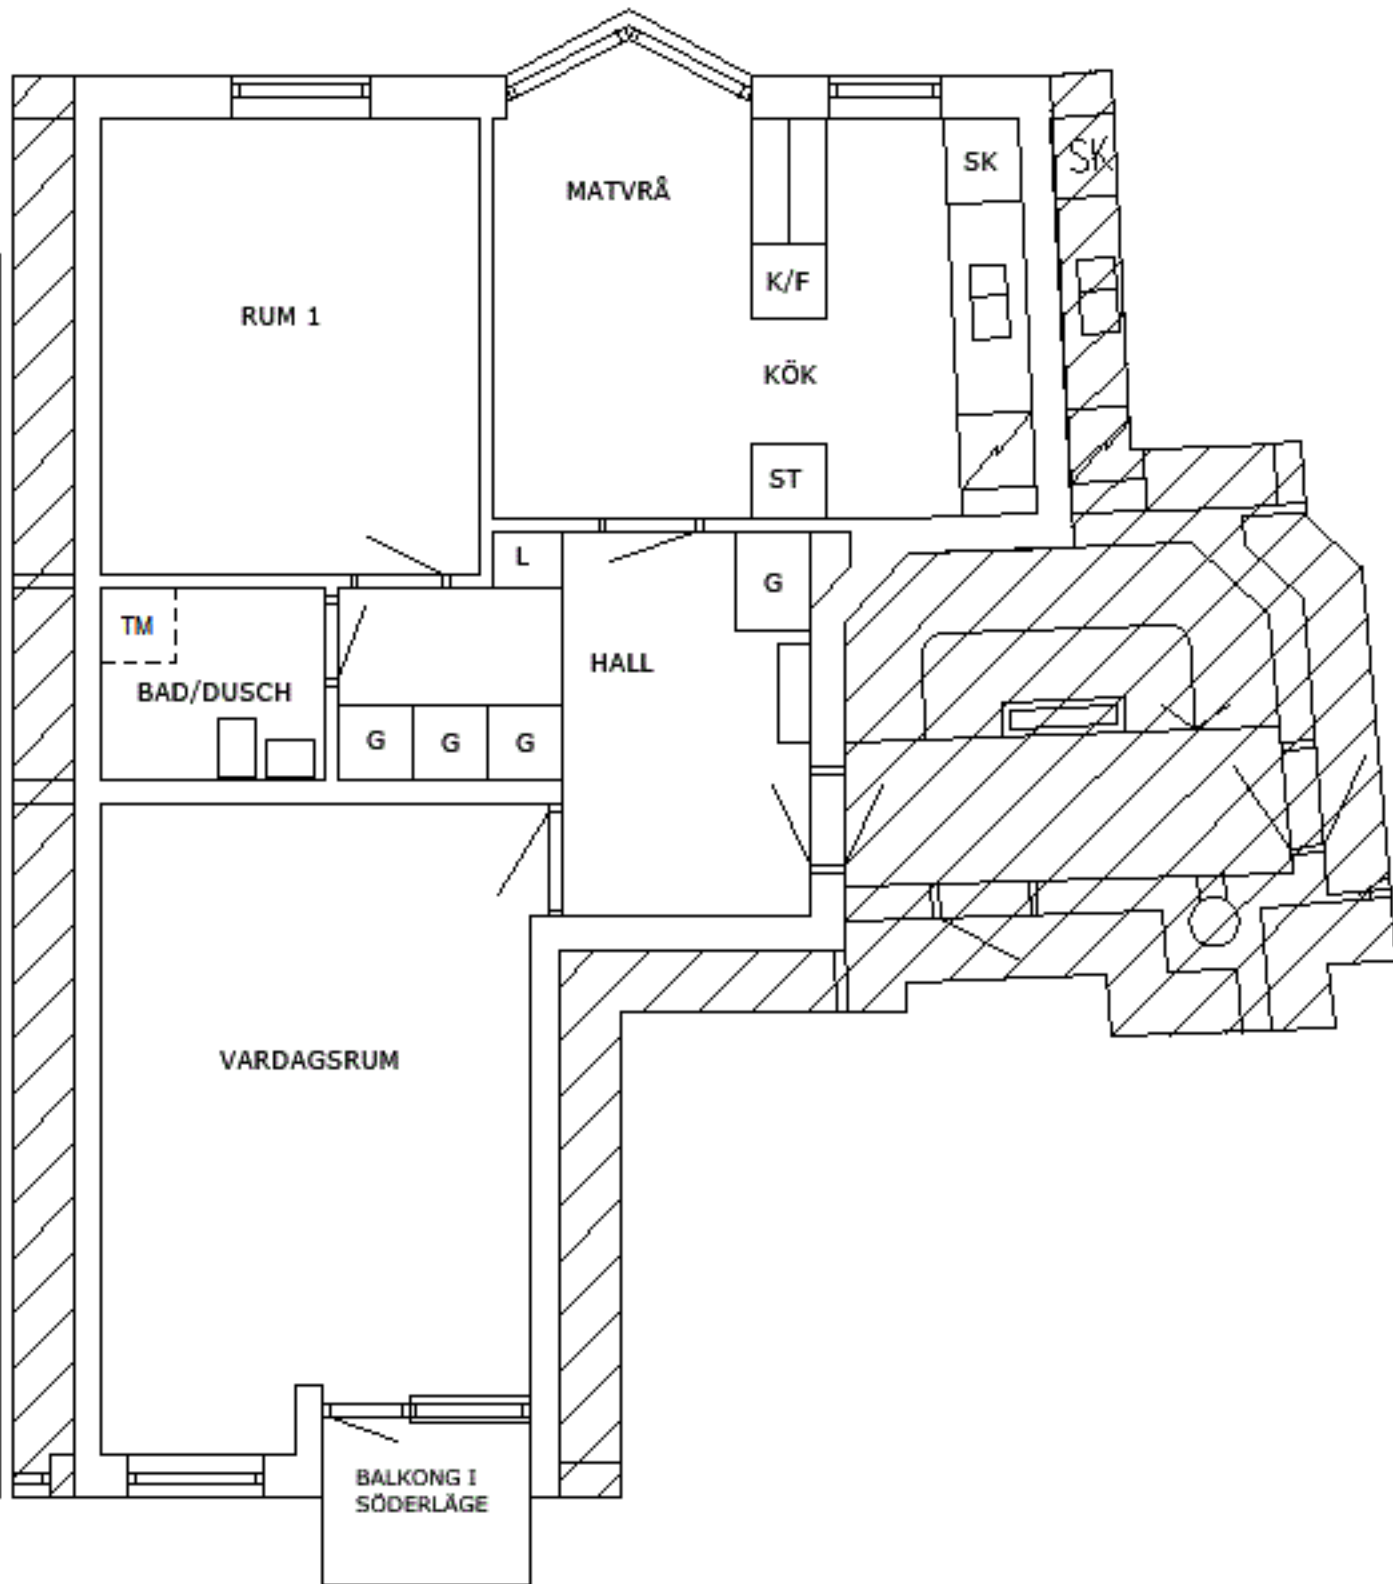 SK
SK
MATVRÅ
K/F
RUM 1
KÖK
ST
L
G
TM
HALL
BAD/DUSCH
G
G
G
VARDAGSRUM
BALKONG I
SÖDERLÄGE